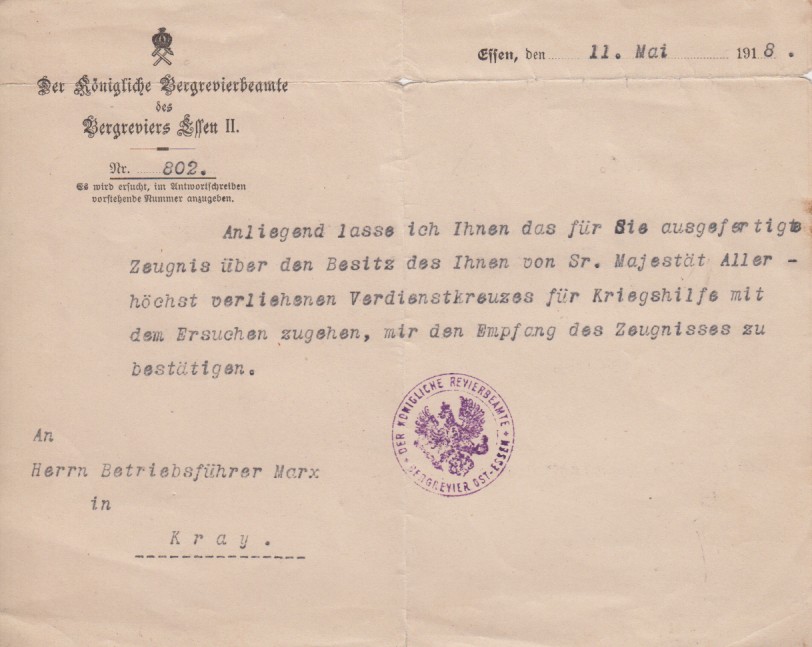 Essen, den 11. Mai 1918.
Der Königliche Bergrevierbeamte
des
Bergreviers Essen II.
Nr. 802.
Es wird ersucht, im Antwortschreiben
vorstehende Nummer anzugeben.
Anliegend lasse ich Ihnen das für Sie ausgefertigte
Zeugnis über den Besitz des Ihnen von Sr. Majestät Aller -
höchst verliehenen Verdienstkreuzes für Kriegshilfe mit
dem Ersuchen zugehen, mir den Empfang des Zeugnisses zu
bestätigen.
DER KÖNIGLICHE REVIERBEAMTE
BERGREVIER OST-ESSEN
An
Herrn Betriebsführer Marx
in
Kray.